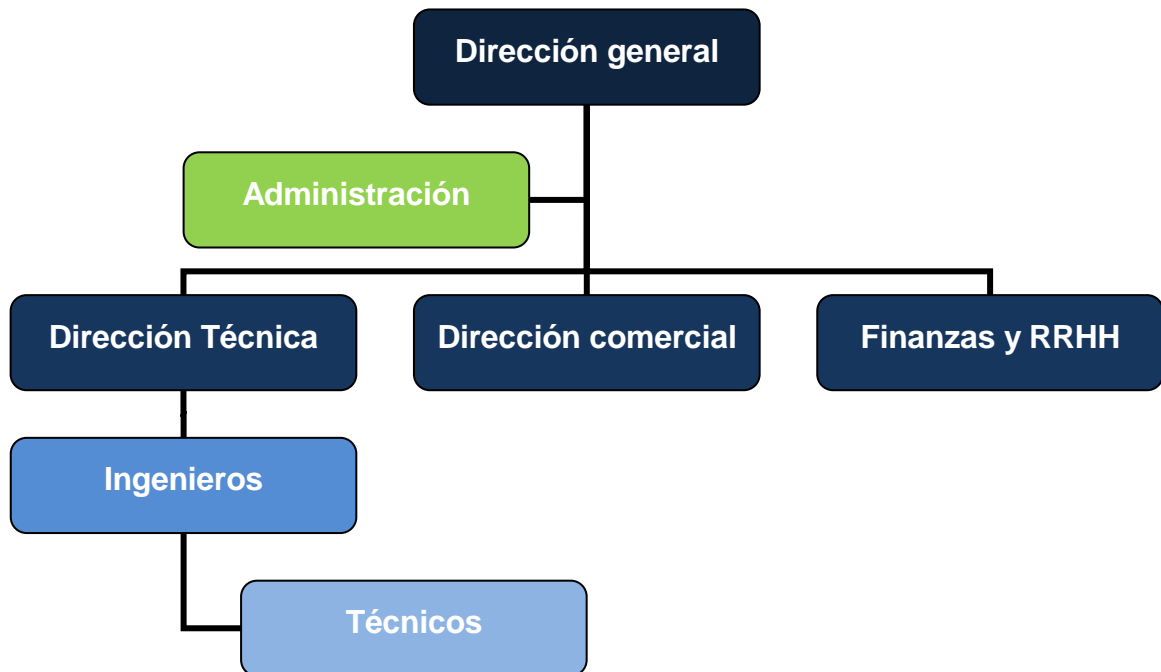 Dirección general
Administración
Dirección Técnica
Dirección comercial
Finanzas y RRHH
Ingenieros
Técnicos